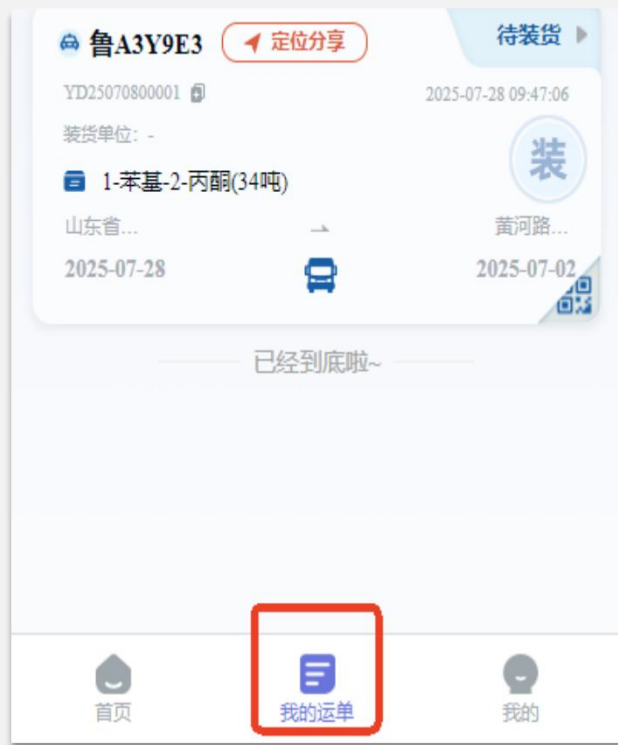 鲁A3Y9E3 定位分享 待装货
YD25070800001 2025-07-28 09:47:06
装货单位: -
装
1-苯基-2-丙酮(34吨)
山东省... 黄河路...
2025-07-28 2025-07-02
已经到底啦~
首页 我的运单 我的